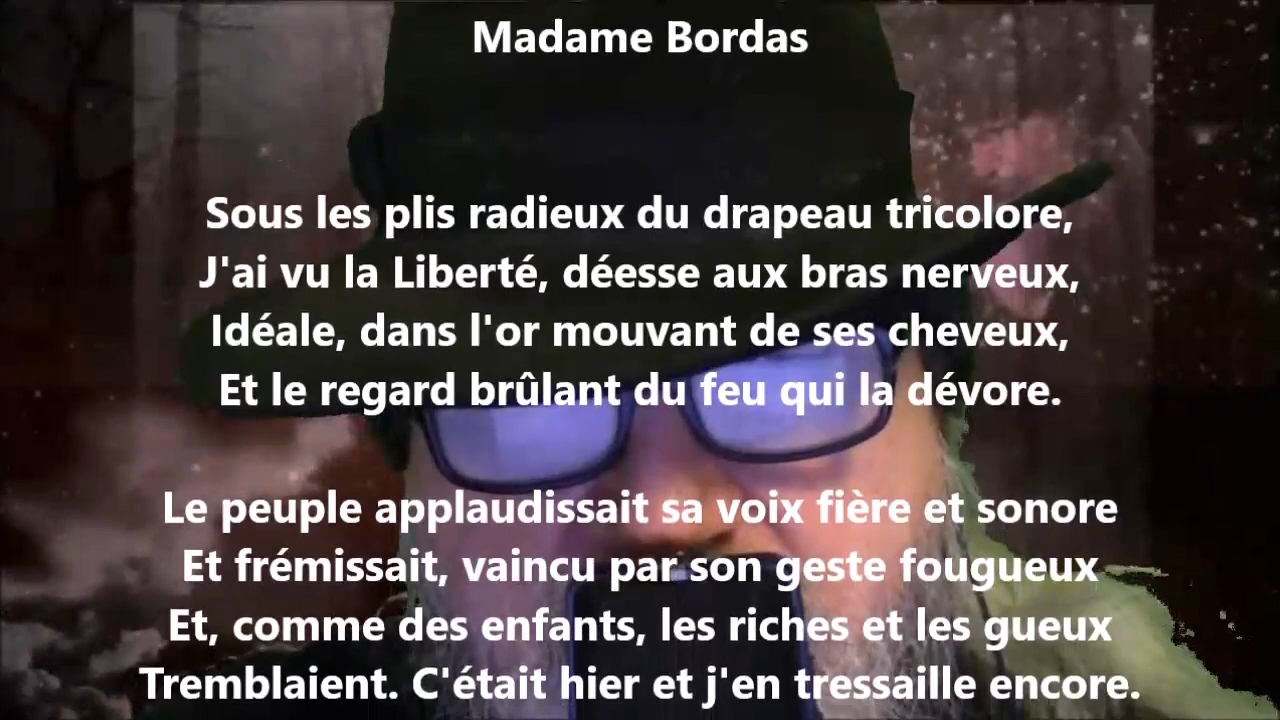 Madame Bordas
Sous les plis radieux du drapeau tricolore,
J'ai vu la Liberté, déesse aux bras nerveux,
Idéale, dans l'or mouvant de ses cheveux,
Et le regard brûlant du feu qui la dévore.
Le peuple applaudissait sa voix fière et sonore
Et frémissait, vaincu par son geste fougueux
Et, comme des enfants, les riches et les gueux
Tremblaient. C'était hier et j'en tressaille encore.